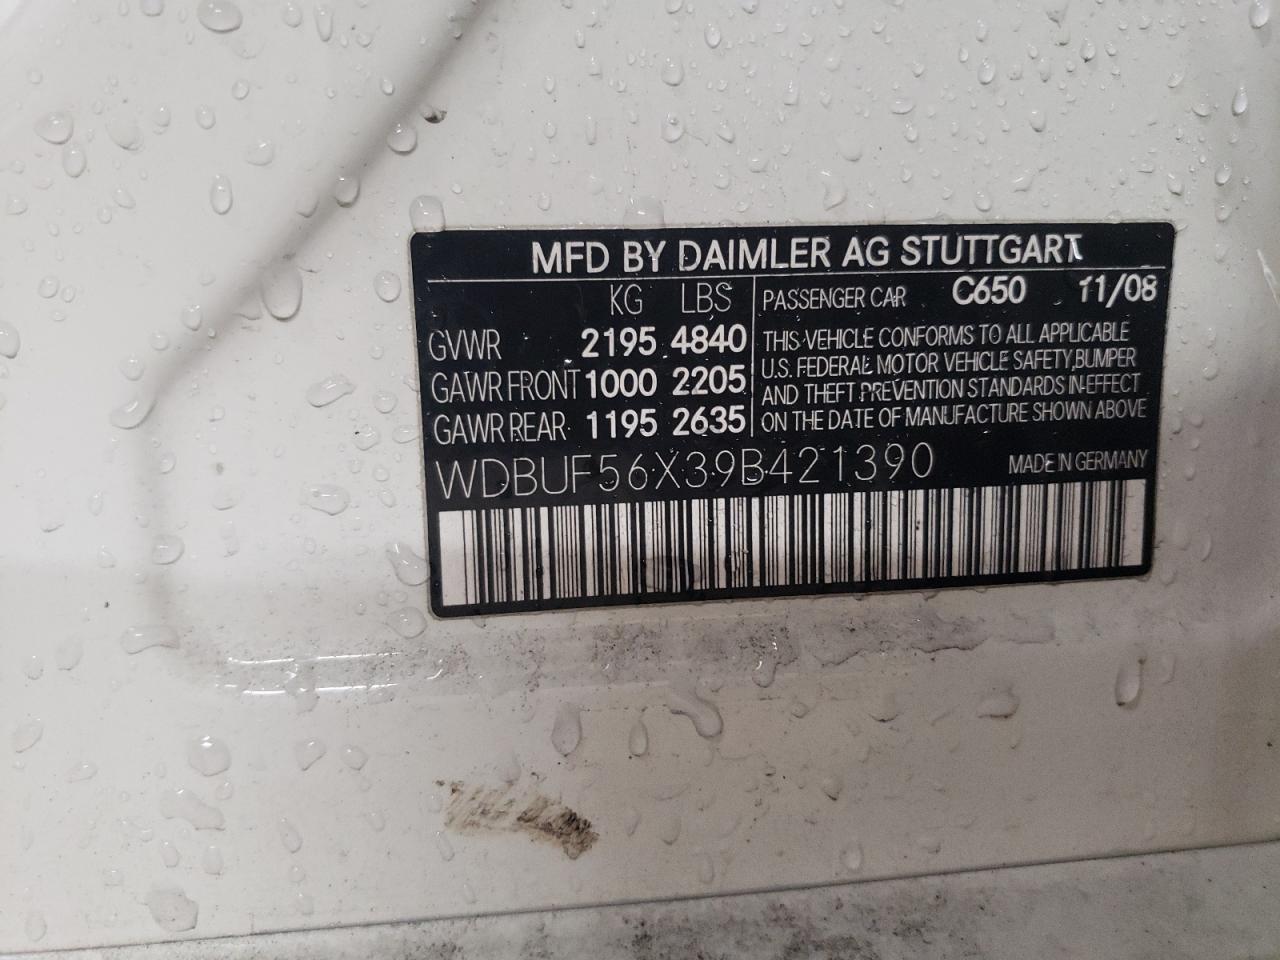 MFD BY DAIMLER AG STUTTGART
KG LBS
GVWR 2195 4840
GAWR FRONT 1000 2205
GAWR REAR 1195 2635
PASSENGER CAR C650 11/08
THIS VEHICLE CONFORMS TO ALL APPLICABLE
U.S. FEDERAL MOTOR VEHICLE SAFETY, BUMPER
AND THEFT PREVENTION STANDARDS IN EFFECT
ON THE DATE OF MANUFACTURE SHOWN ABOVE
WDBUF56X39B421390 MADE IN GERMANY